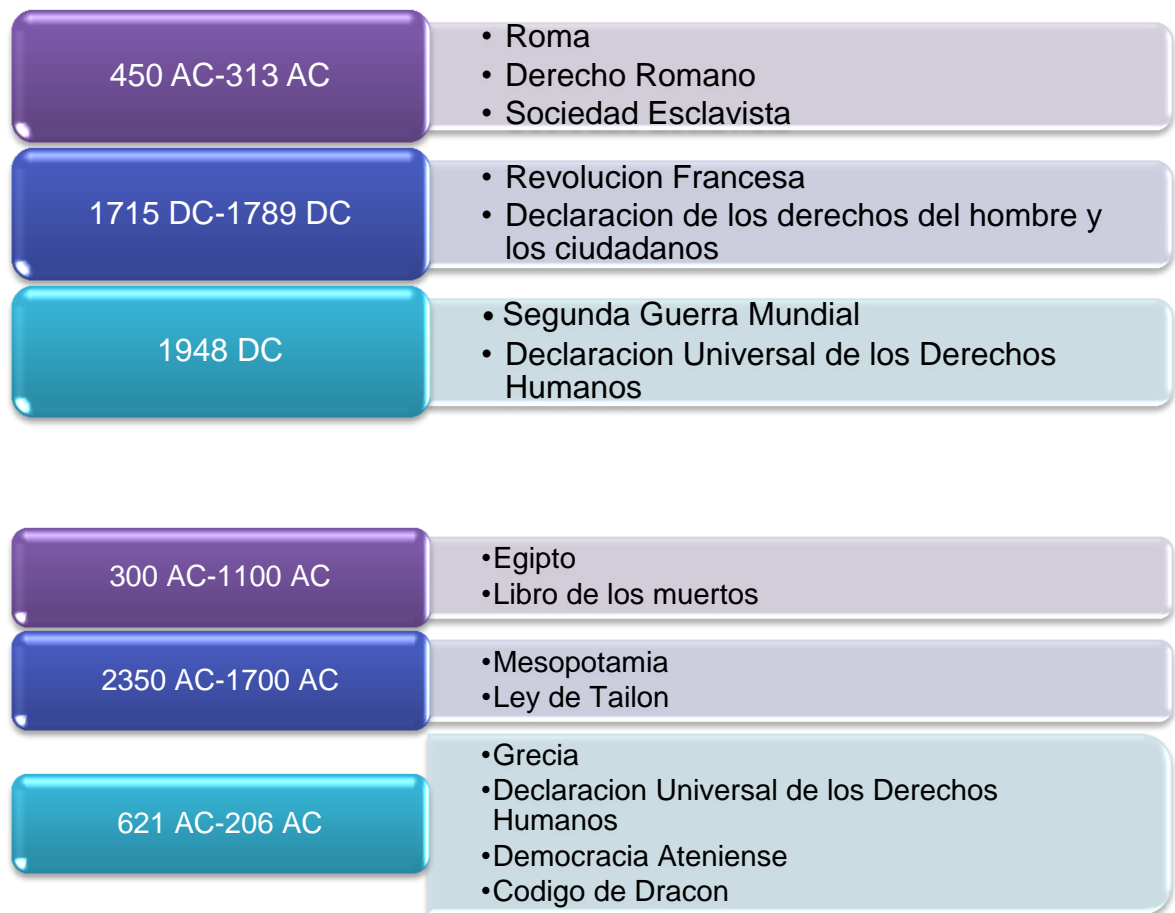 450 AC-313 AC
• Roma
• Derecho Romano
• Sociedad Esclavista
1715 DC-1789 DC
• Revolucion Francesa
• Declaracion de los derechos del hombre y
los ciudadanos
1948 DC
• Segunda Guerra Mundial
• Declaracion Universal de los Derechos
Humanos
300 AC-1100 AC
•Egipto
•Libro de los muertos
2350 AC-1700 AC
•Mesopotamia
•Ley de Tailon
621 AC-206 AC
•Grecia
•Declaracion Universal de los Derechos
Humanos
•Democracia Ateniense
•Codigo de Dracon